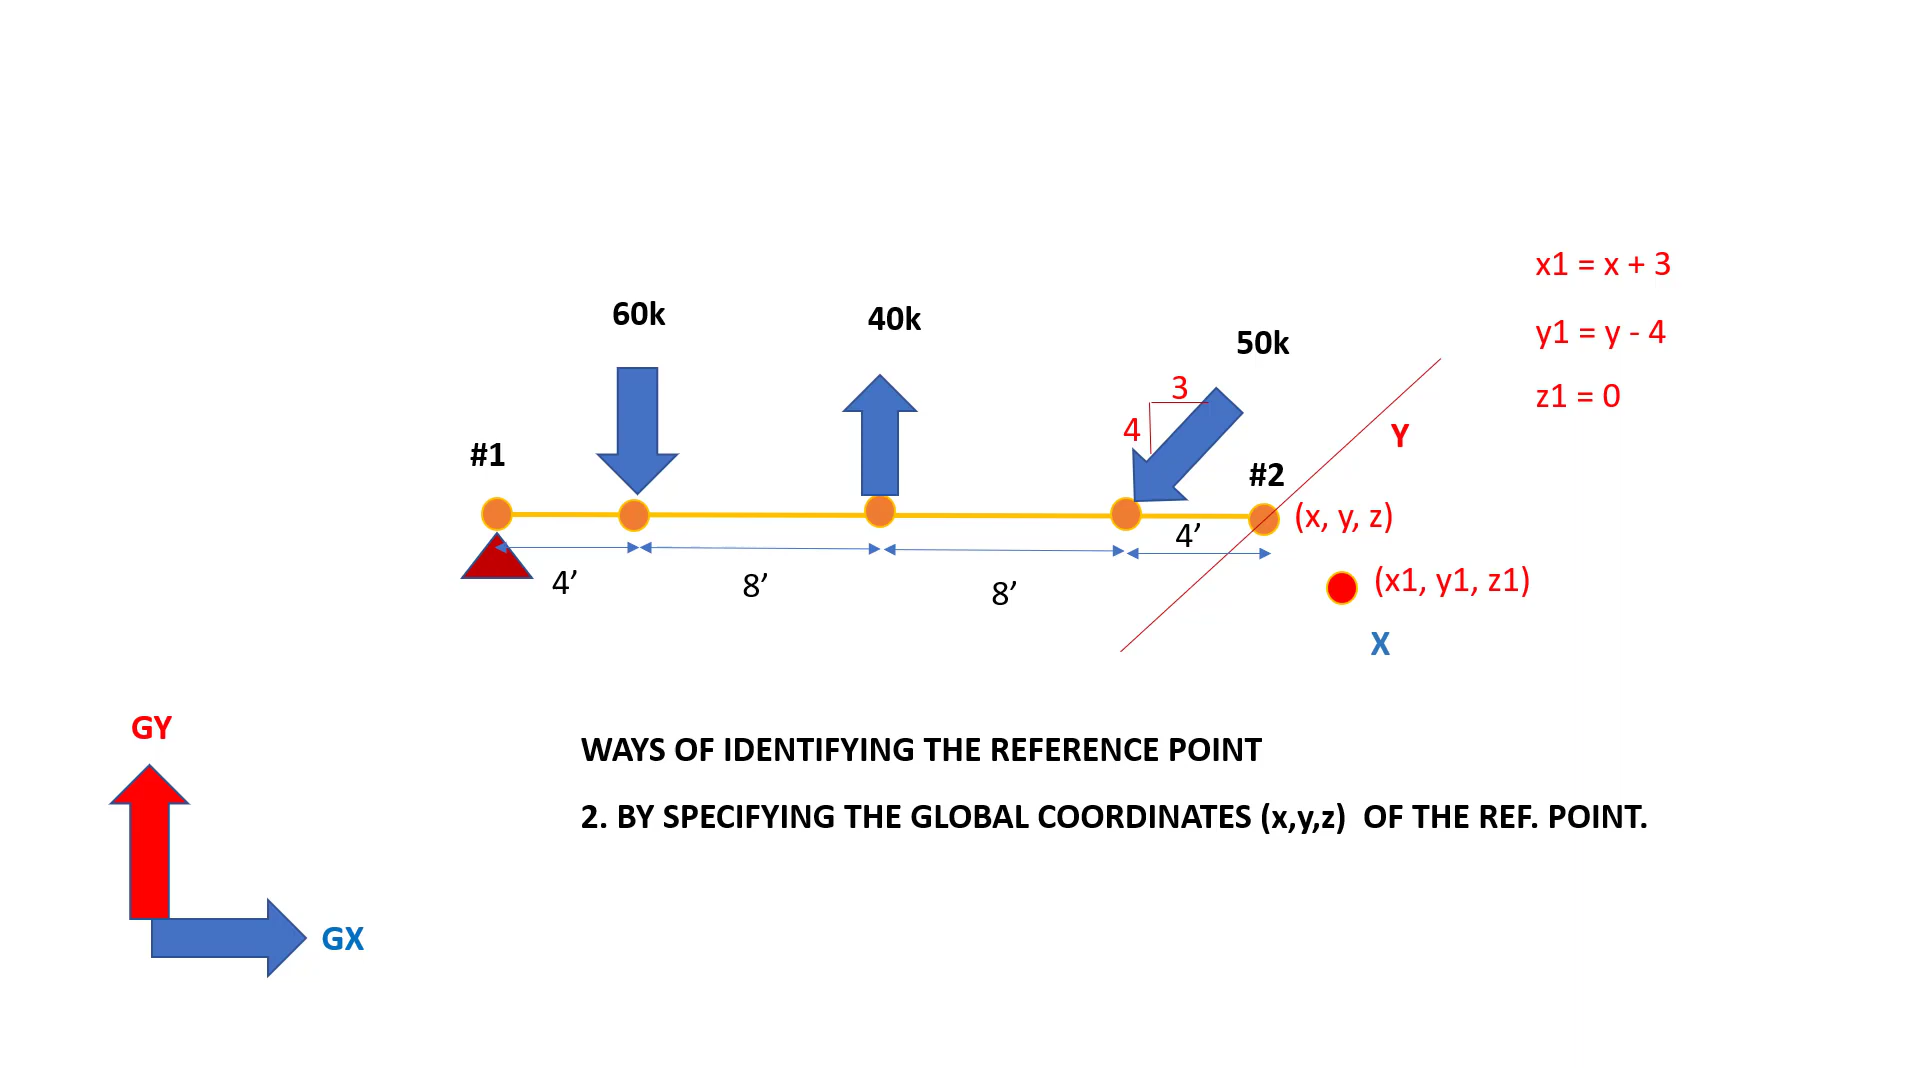 x1 = x + 3
60k
40k
y1 = y - 4
50k
3
z1 = 0
4
Y
#1
#2
(x, y, z)
4’
4’
8’
8’
(x1, y1, z1)
X
GY
WAYS OF IDENTIFYING THE REFERENCE POINT
2. BY SPECIFYING THE GLOBAL COORDINATES (x,y,z) OF THE REF. POINT.
GX